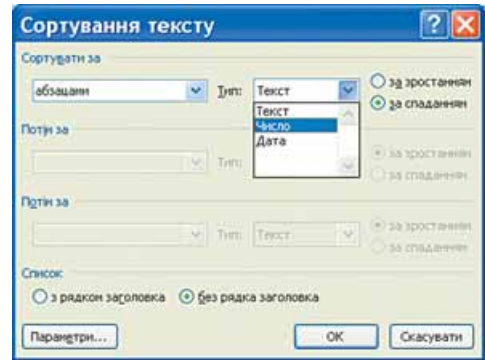 Сортування тексту
Сортувати за
абзацами Тип: Текст за зростанням
за спаданням
Текст
Число
Дата
Потім за
Тип: за зростанням
за спаданням
Потім за
Тип: Текст за зростанням
за спаданням
Список
з рядком заголовка без рядка заголовка
Параметри... ОК Скасувати